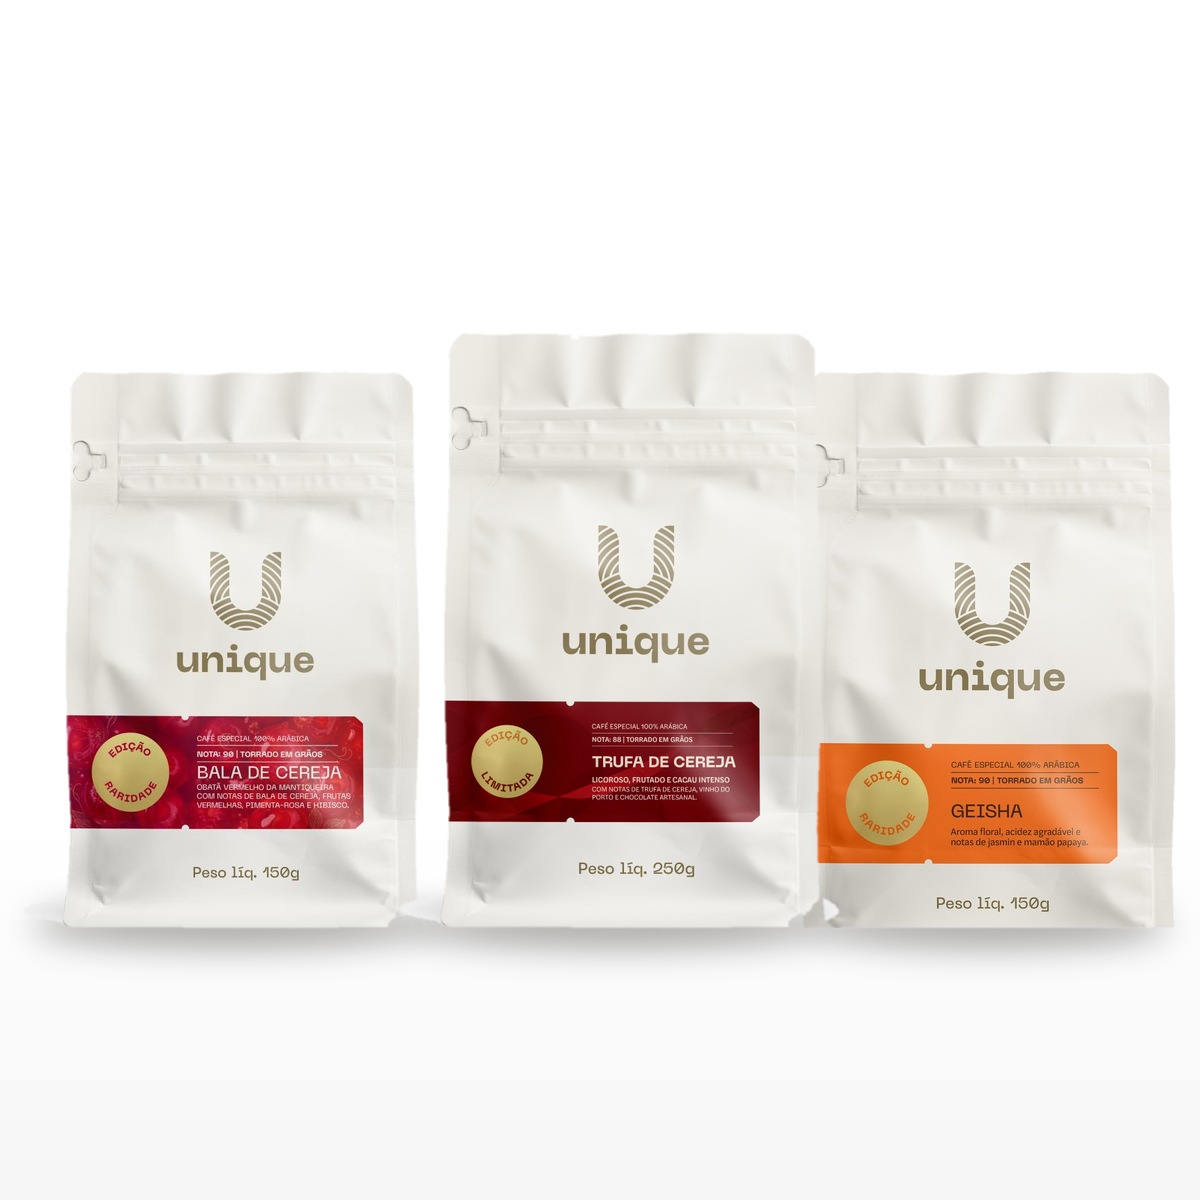 unique
EDIÇÃO
RARIDADE
CAFÉ ESPECIAL 100% ARÁBICA
NOTA: 90 | TORRADO EM GRÃOS
BALA DE CEREJA
OBATÃ VERMELHO DA MANTIQUEIRA
COM NOTAS DE BALA DE CEREJA, FRUTAS
VERMELHAS, PIMENTA-ROSA E HIBISCO.
Peso líq. 150g
unique
EDIÇÃO
LIMITADA
CAFÉ ESPECIAL 100% ARÁBICA
NOTA: 88 | TORRADO EM GRÃOS
TRUFA DE CEREJA
LICOROSO, FRUTADO E CACAU INTENSO
COM NOTAS DE TRUFA DE CEREJA, VINHO DO
PORTO E CHOCOLATE ARTESANAL.
Peso líq. 250g
unique
EDIÇÃO
RARIDADE
CAFÉ ESPECIAL 100% ARÁBICA
NOTA: 90 | TORRADO EM GRÃOS
GEISHA
Aroma floral, acidez agradável e
notas de jasmin e mamão papaya.
Peso líq. 150g